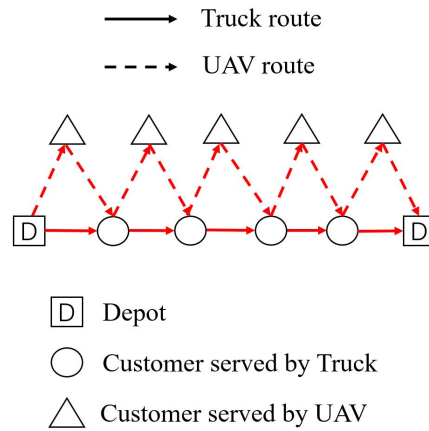 Truck route
UAV route
D D
D Depot
Customer served by Truck
Customer served by UAV